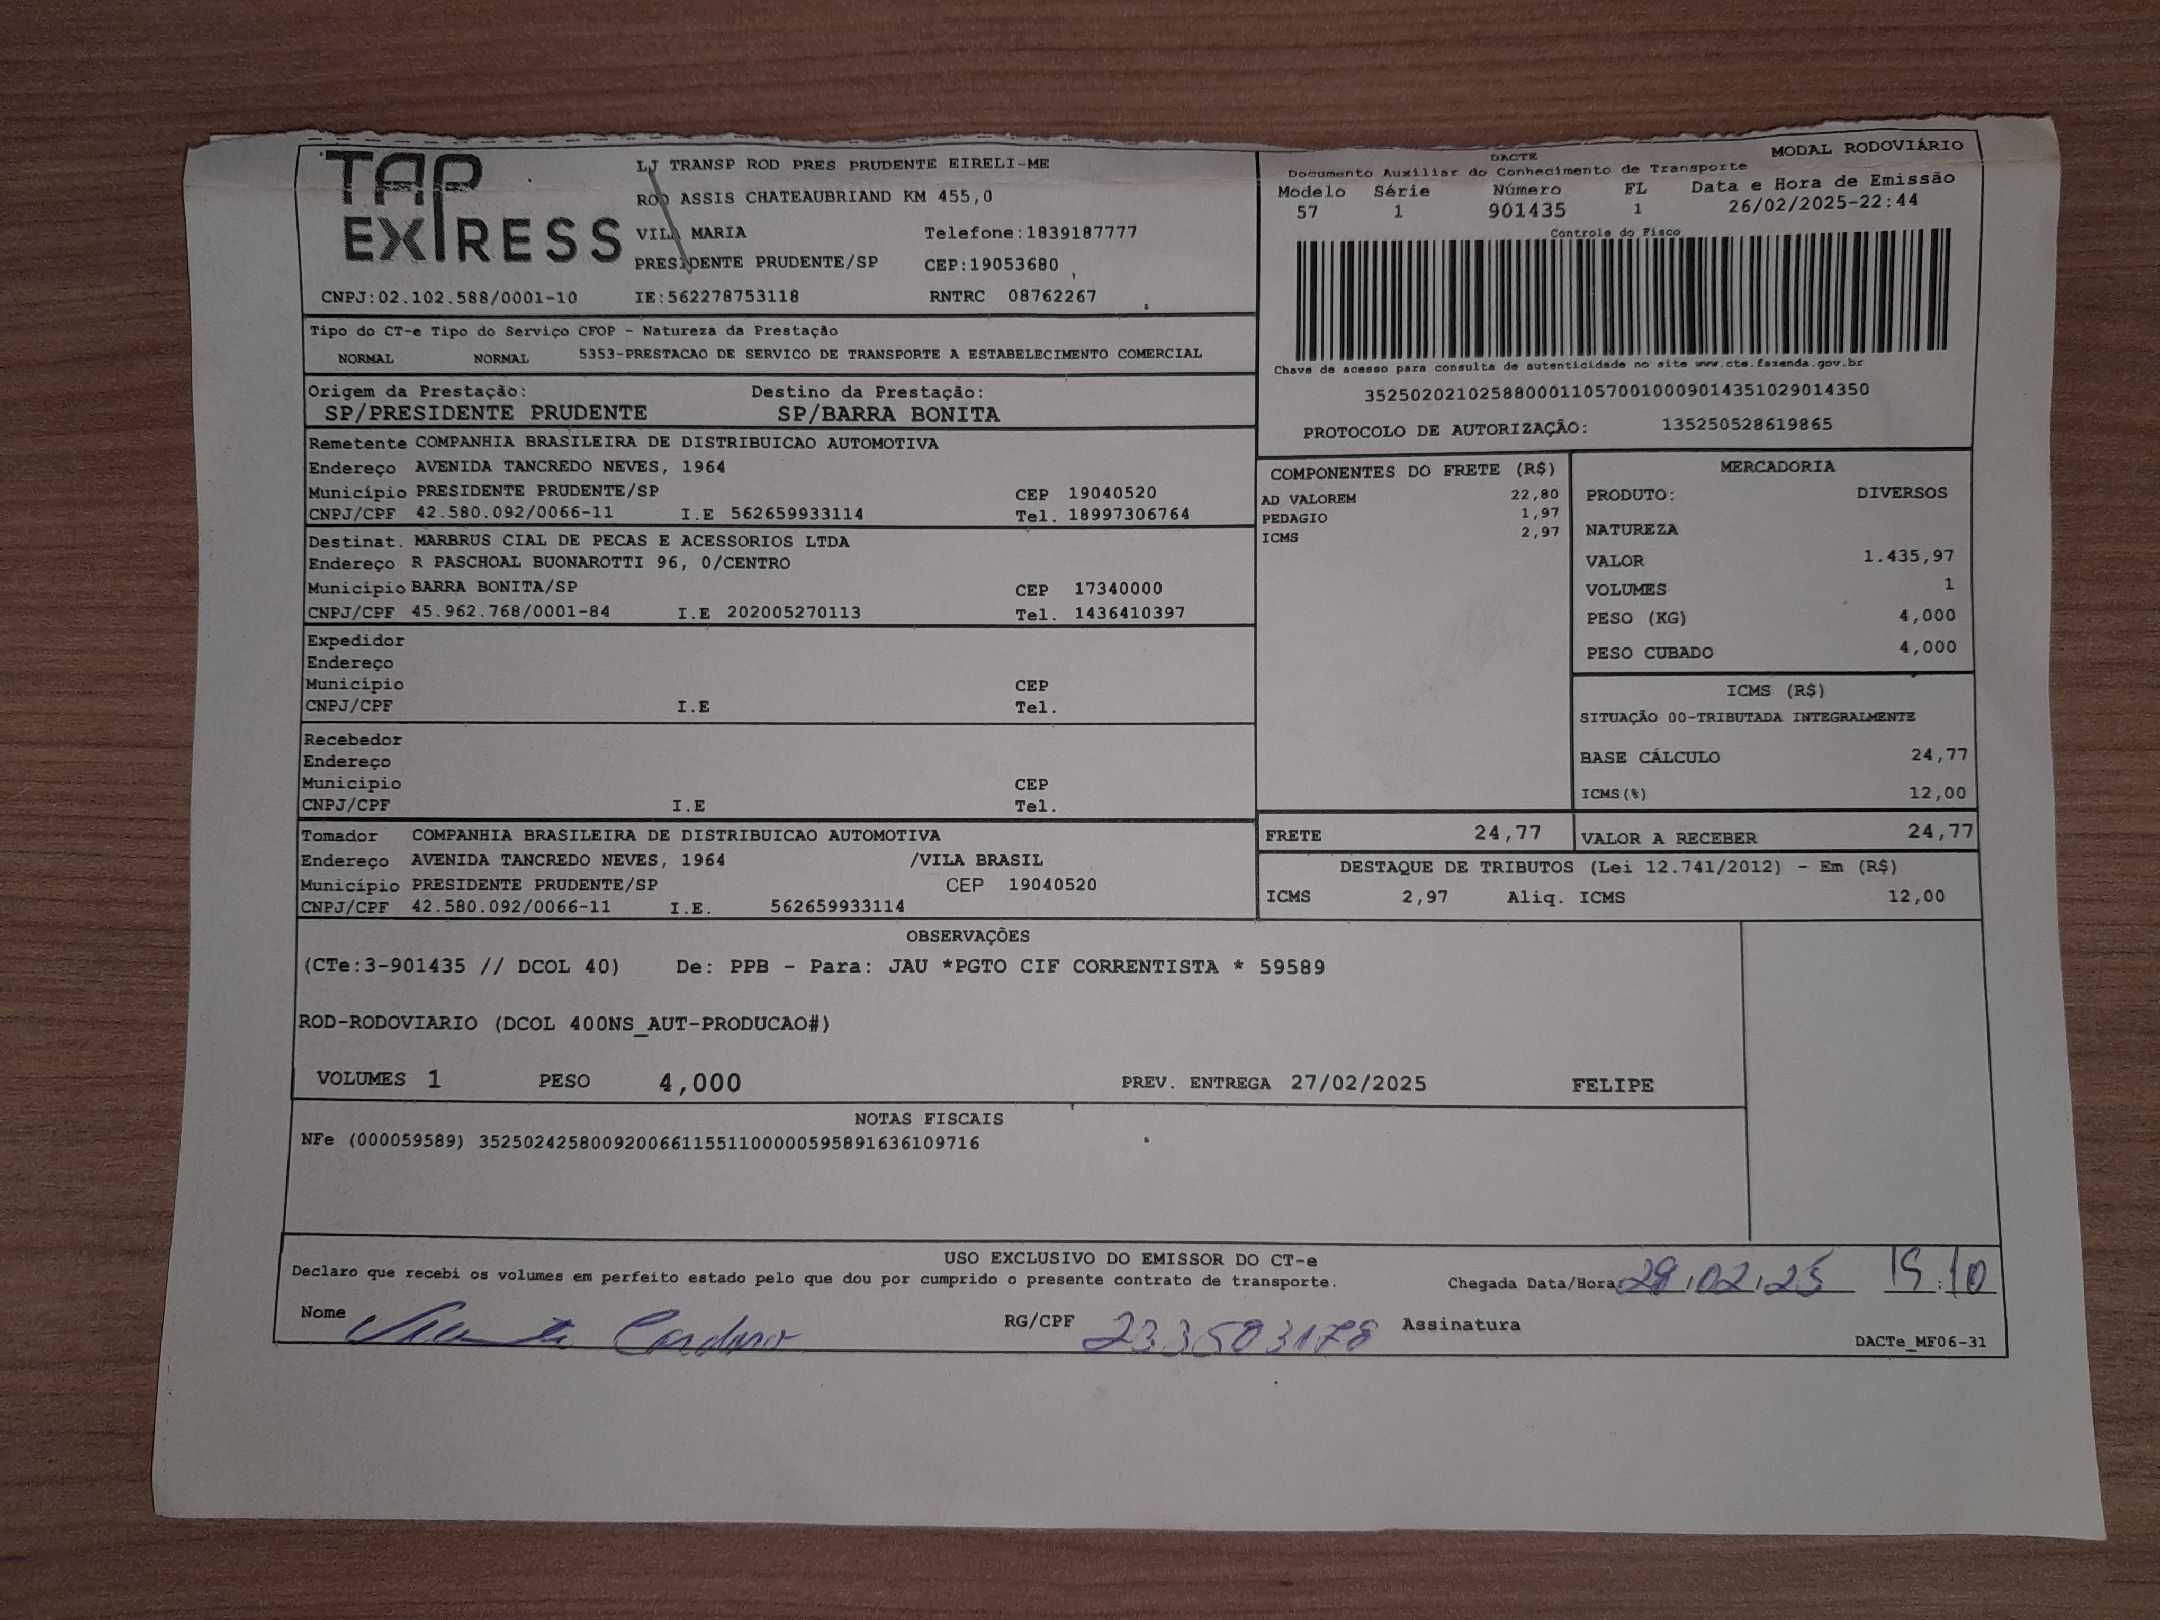 TAP EXPRESS
LJ TRANSP ROD PRES PRUDENTE EIRELI-ME
ROD ASSIS CHATEAUBRIAND KM 455,0
VILA MARIA Telefone:1839187777
PRESIDENTE PRUDENTE/SP CEP:19053680
CNPJ:02.102.588/0001-10 IE:562278753118 RNTRC 08762267
DACTE MODAL RODOVIÁRIO
Documento Auxiliar do Conhecimento de Transporte
Modelo Série Número FL Data e Hora de Emissão
57 1 901435 1 26/02/2025-22:44
Controle do Fisco
Chave de acesso para consulta de autenticidade no site www.cte.fazenda.gov.br
35250202102588000110570010009014351029014350
PROTOCOLO DE AUTORIZAÇÃO: 135250528619865
Tipo do CT-e Tipo do Serviço CFOP - Natureza da Prestação
NORMAL NORMAL 5353-PRESTACAO DE SERVICO DE TRANSPORTE A ESTABELECIMENTO COMERCIAL
Origem da Prestação: Destino da Prestação:
SP/PRESIDENTE PRUDENTE SP/BARRA BONITA
Remetente COMPANHIA BRASILEIRA DE DISTRIBUICAO AUTOMOTIVA
Endereço AVENIDA TANCREDO NEVES, 1964
Município PRESIDENTE PRUDENTE/SP CEP 19040520
CNPJ/CPF 42.580.092/0066-11 I.E 562659933114 Tel. 18997306764
Destinat. MARBRUS CIAL DE PECAS E ACESSORIOS LTDA
Endereço R PASCHOAL BUONAROTTI 96, 0/CENTRO
Município BARRA BONITA/SP CEP 17340000
CNPJ/CPF 45.962.768/0001-84 I.E 202005270113 Tel. 1436410397
Expedidor
Endereço
Município CEP
CNPJ/CPF I.E Tel.
Recebedor
Endereço
Município CEP
CNPJ/CPF I.E Tel.
Tomador COMPANHIA BRASILEIRA DE DISTRIBUICAO AUTOMOTIVA
Endereço AVENIDA TANCREDO NEVES, 1964 /VILA BRASIL
Município PRESIDENTE PRUDENTE/SP CEP 19040520
CNPJ/CPF 42.580.092/0066-11 I.E. 562659933114
COMPONENTES DO FRETE (R$)
AD VALOREM 22,80
PEDAGIO 1,97
ICMS 2,97
MERCADORIA
PRODUTO: DIVERSOS
NATUREZA
VALOR 1.435,97
VOLUMES 1
PESO (KG) 4,000
PESO CUBADO 4,000
ICMS (R$)
SITUAÇÃO 00-TRIBUTADA INTEGRALMENTE
BASE CÁLCULO 24,77
ICMS(%) 12,00
FRETE 24,77 VALOR A RECEBER 24,77
DESTAQUE DE TRIBUTOS (Lei 12.741/2012) - Em (R$)
ICMS 2,97 Aliq. ICMS 12,00
OBSERVAÇÕES
(CTe:3-901435 // DCOL 40) De: PPB - Para: JAU *PGTO CIF CORRENTISTA * 59589
ROD-RODOVIARIO (DCOL 400NS_AUT-PRODUCAO#)
VOLUMES 1 PESO 4,000 PREV. ENTREGA 27/02/2025 FELIPE
NOTAS FISCAIS
NFe (000059589) 35250242580092006611551100000595891636109716
USO EXCLUSIVO DO EMISSOR DO CT-e
Declaro que recebi os volumes em perfeito estado pelo que dou por cumprido o presente contrato de transporte. Chegada Data/Hora: 28.02.25 15:10
Nome Cardoso RG/CPF 233503178 Assinatura
DACTe_MF06-31